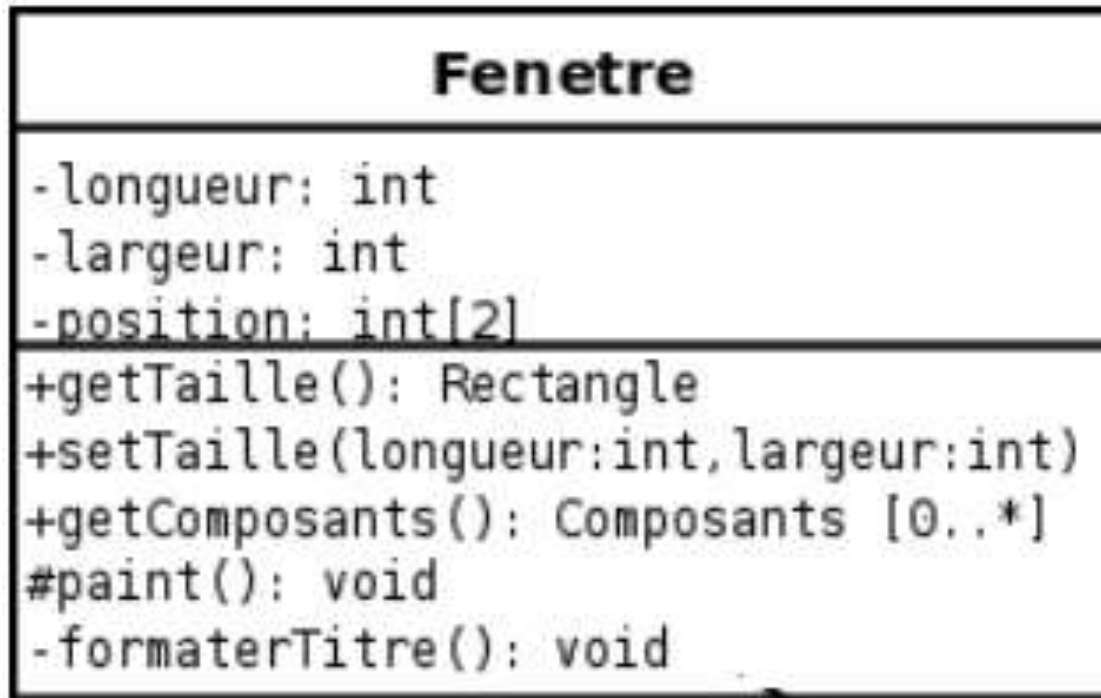 Fenetre
-longueur: int
-largeur: int
-position: int[2]
+getTaille(): Rectangle
+setTaille(longueur:int,largeur:int)
+getComposants(): Composants [0..*]
#paint(): void
-formaterTitre(): void